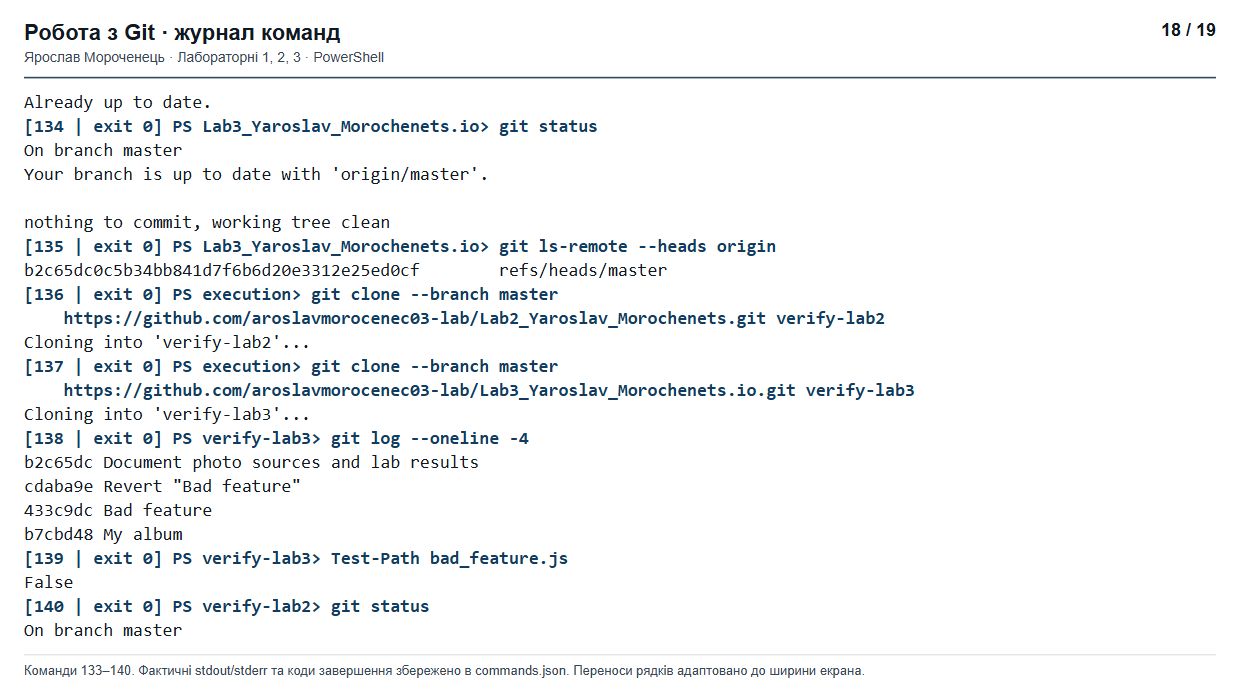 Робота з Git · журнал команд
18 / 19
Ярослав Мороченець · Лабораторні 1, 2, 3 · PowerShell
Already up to date.
[134 | exit 0] PS Lab3_Yaroslav_Morochenets.io> git status
On branch master
Your branch is up to date with 'origin/master'.
nothing to commit, working tree clean
[135 | exit 0] PS Lab3_Yaroslav_Morochenets.io> git ls-remote --heads origin
b2c65dc0c5b34bb841d7f6b6d20e3312e25ed0cf        refs/heads/master
[136 | exit 0] PS execution> git clone --branch master
    https://github.com/aroslavmorocenec03-lab/Lab2_Yaroslav_Morochenets.git verify-lab2
Cloning into 'verify-lab2'...
[137 | exit 0] PS execution> git clone --branch master
    https://github.com/aroslavmorocenec03-lab/Lab3_Yaroslav_Morochenets.io.git verify-lab3
Cloning into 'verify-lab3'...
[138 | exit 0] PS verify-lab3> git log --oneline -4
b2c65dc Document photo sources and lab results
cdaba9e Revert "Bad feature"
433c9dc Bad feature
b7cbd48 My album
[139 | exit 0] PS verify-lab3> Test-Path bad_feature.js
False
[140 | exit 0] PS verify-lab2> git status
On branch master
Команди 133–140. Фактичні stdout/stderr та коди завершення збережено в commands.json. Переноси рядків адаптовано до ширини екрана.